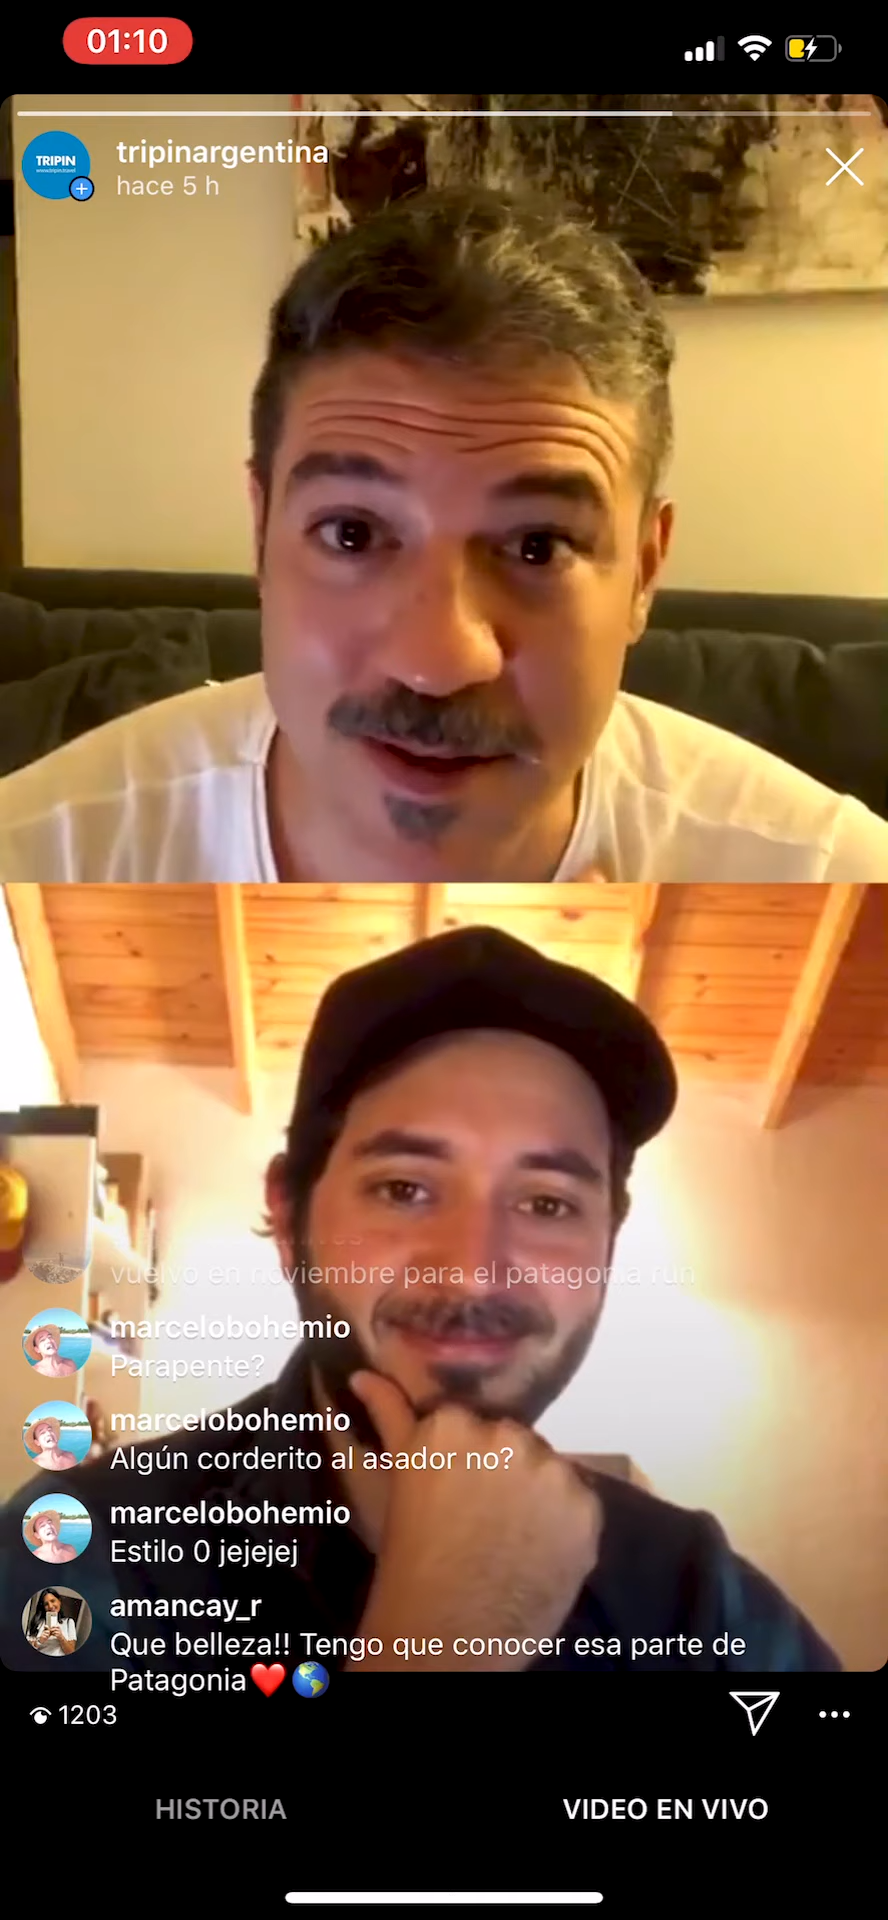 01:10
TRIPIN
tripinargentina
hace 5 h
vuelvo en noviembre para el patagonia run
marcelobohemio
Parapente?
marcelobohemio
Algún corderito al asador no?
marcelobohemio
Estilo 0 jejejej
amancay_r
Que belleza!! Tengo que conocer esa parte de
Patagonia❤️🌎
1203
HISTORIA
VIDEO EN VIVO